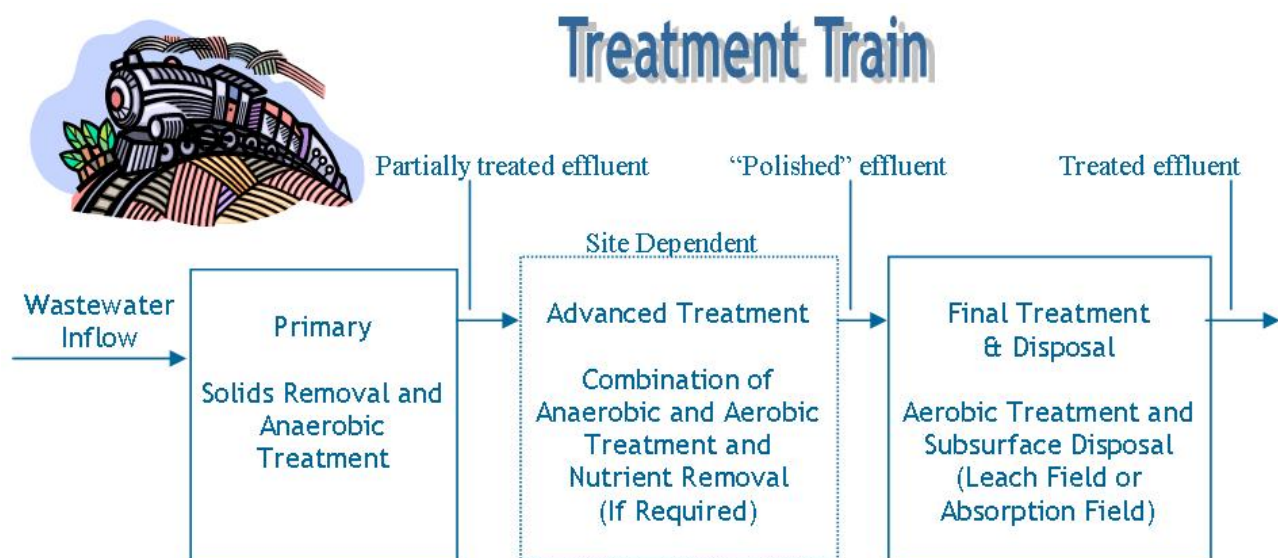 Treatment Train
Partially treated effluent
“Polished” effluent
Treated effluent
Site Dependent
Wastewater
Inflow
Primary
Solids Removal and
Anaerobic
Treatment
Advanced Treatment
Combination of
Anaerobic and Aerobic
Treatment and
Nutrient Removal
(If Required)
Final Treatment
& Disposal
Aerobic Treatment and
Subsurface Disposal
(Leach Field or
Absorption Field)